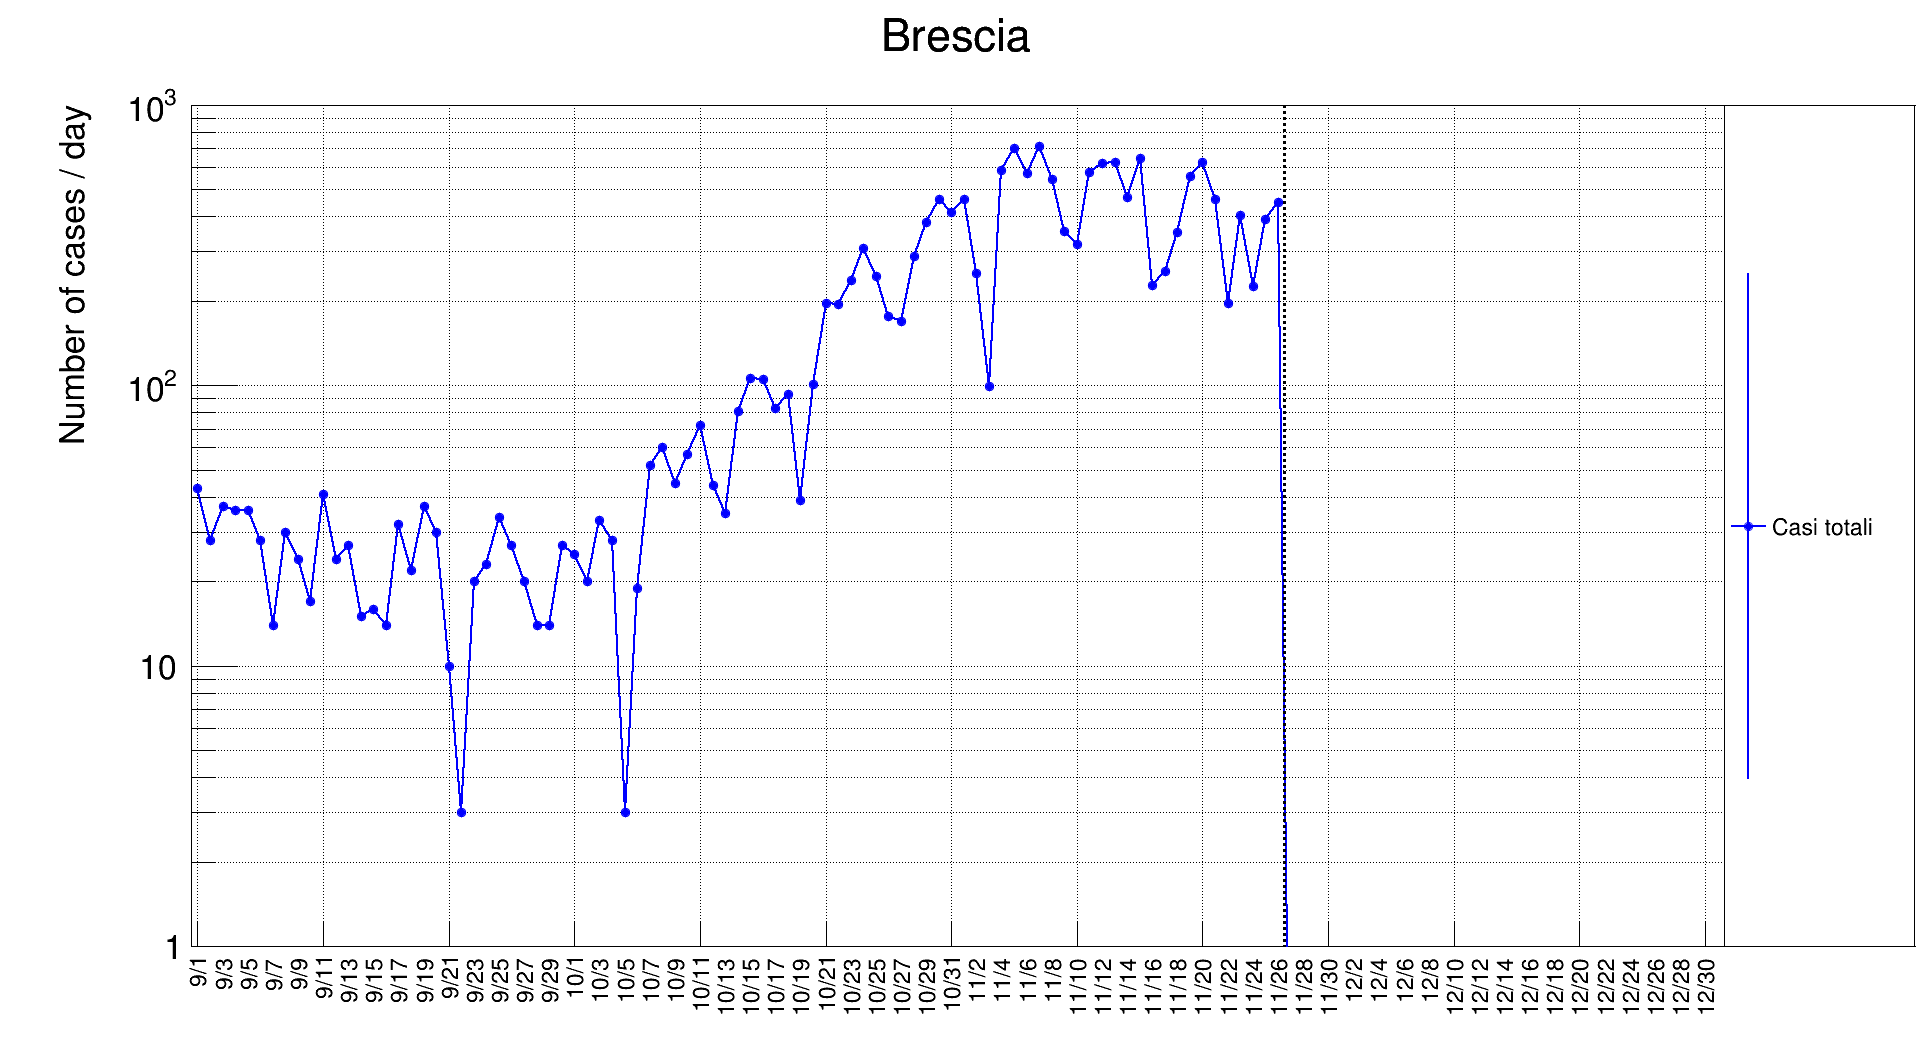 Brescia
Number of cases / day
10³
10²
10
1
9/1 9/3 9/5 9/7 9/9 9/11 9/13 9/15 9/17 9/19 9/21 9/23 9/25 9/27 9/29 10/1 10/3 10/5 10/7 10/9 10/11 10/13 10/15 10/17 10/19 10/21 10/23 10/25 10/27 10/29 10/31 11/2 11/4 11/6 11/8 11/10 11/12 11/14 11/16 11/18 11/20 11/22 11/24 11/26 11/28 11/30 12/2 12/4 12/6 12/8 12/10 12/12 12/14 12/16 12/18 12/20 12/22 12/24 12/26 12/28 12/30
Casi totali